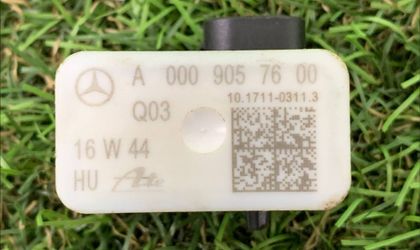 A 000 905 76 00
Q03
10.1711-0311.3
16 W 44
HU Ate